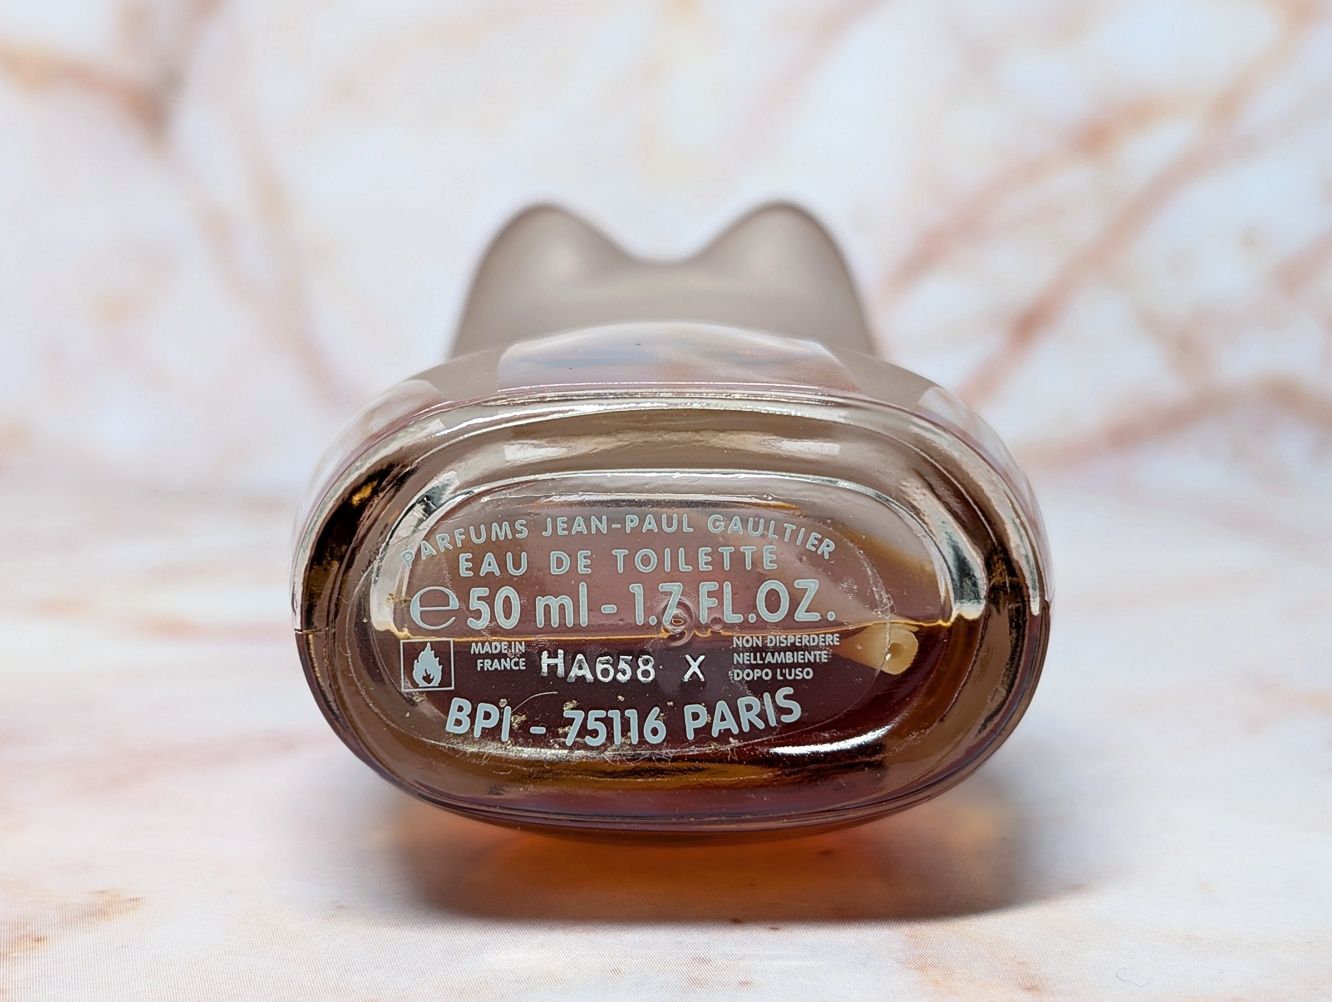 PARFUMS JEAN-PAUL GAULTIER
EAU DE TOILETTE
℮ 50 ml - 1.7 FL.OZ.
MADE IN
FRANCE
HA658 X
NON DISPERDERE
NELL'AMBIENTE
DOPO L'USO
BPI - 75116 PARIS